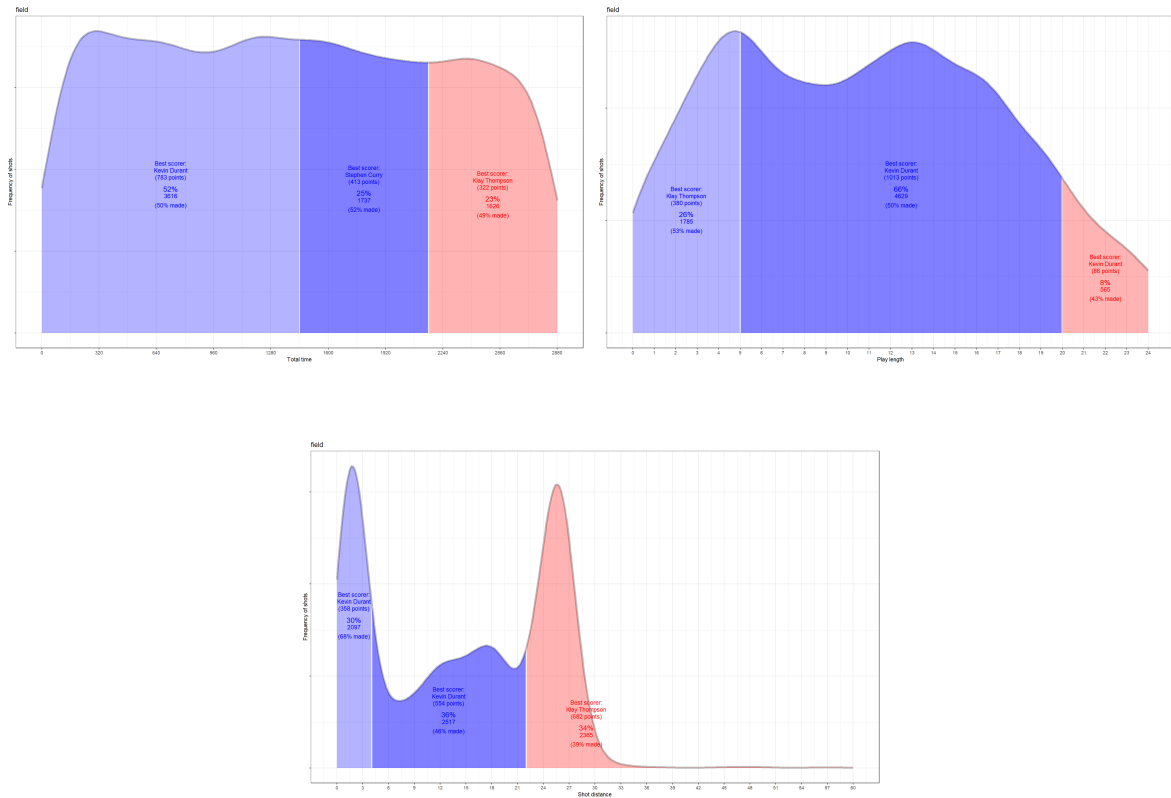 field
Frequency of shots
Best scorer:
Kevin Durant
(783 points)
52%
3616
(50% made)
Best scorer:
Stephen Curry
(413 points)
25%
1737
(52% made)
Best scorer:
Klay Thompson
(322 points)
23%
1626
(49% made)
0 320 640 960 1280 1600 1920 2240 2560 2880
Total time
field
Frequency of shots
Best scorer:
Klay Thompson
(380 points)
26%
1785
(53% made)
Best scorer:
Kevin Durant
(1013 points)
66%
4629
(50% made)
Best scorer:
Kevin Durant
(86 points)
8%
565
(43% made)
0 1 2 3 4 5 6 7 8 9 10 11 12 13 14 15 16 17 18 19 20 21 22 23 24
Play length
field
Frequency of shots
Best scorer:
Kevin Durant
(358 points)
30%
2097
(68% made)
Best scorer:
Kevin Durant
(554 points)
36%
2517
(46% made)
Best scorer:
Klay Thompson
(682 points)
34%
2365
(39% made)
0 3 6 9 12 15 18 21 24 27 30 33 36 39 42 45 48 51 54 57 60
Shot distance